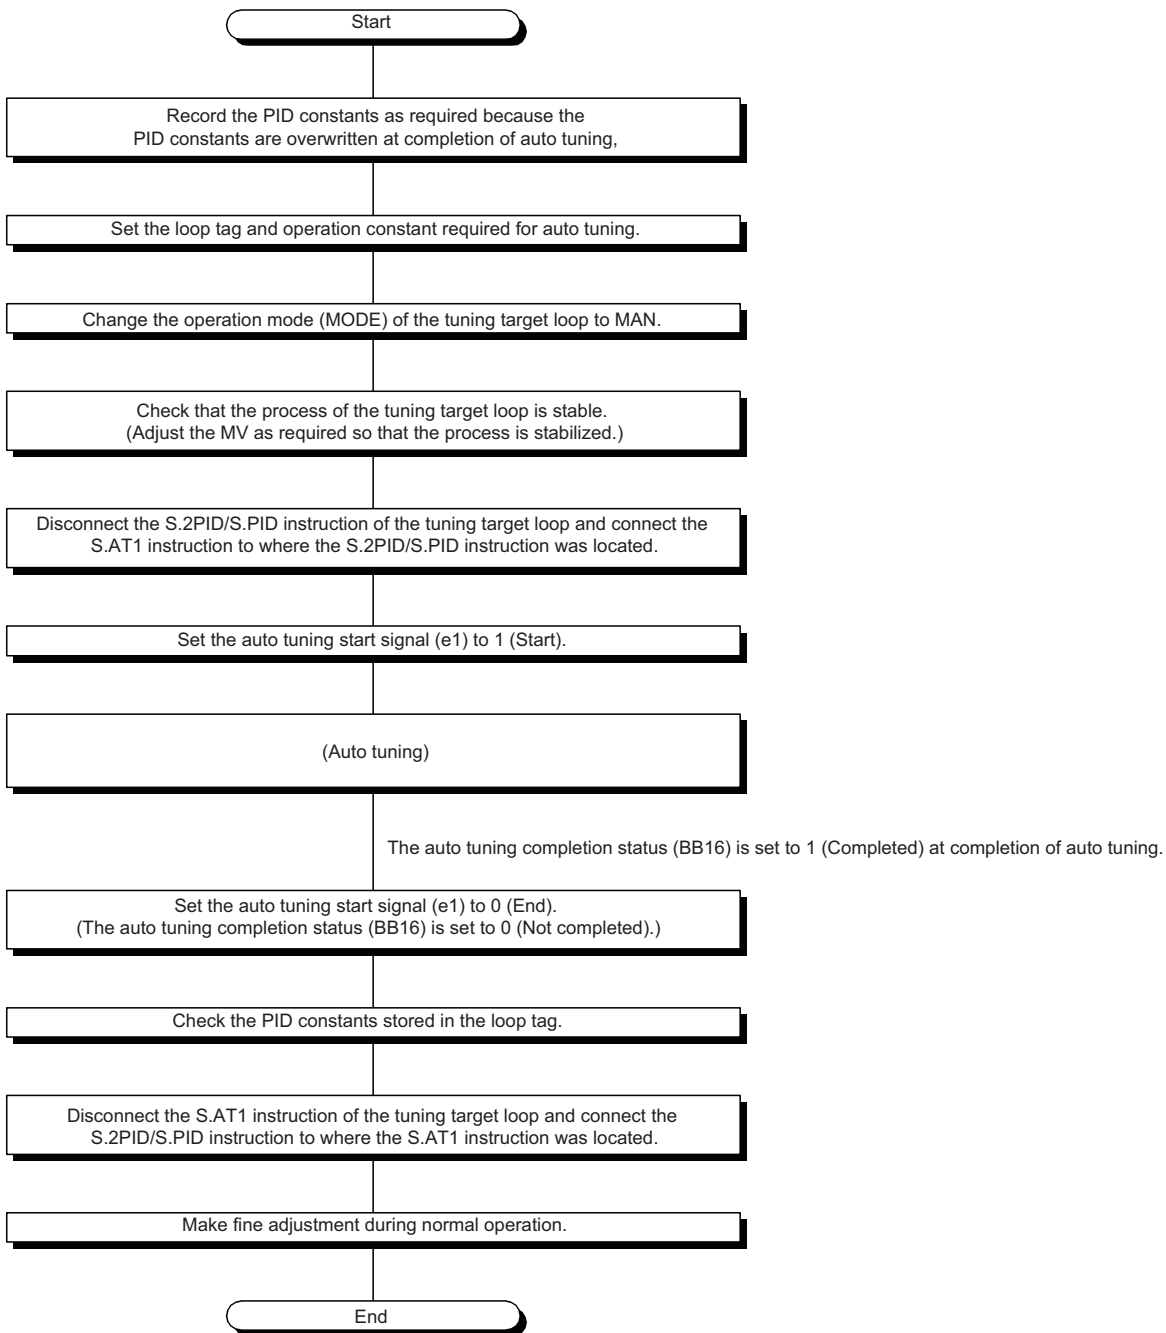 Start
Record the PID constants as required because the
PID constants are overwritten at completion of auto tuning,
Set the loop tag and operation constant required for auto tuning.
Change the operation mode (MODE) of the tuning target loop to MAN.
Check that the process of the tuning target loop is stable.
(Adjust the MV as required so that the process is stabilized.)
Disconnect the S.2PID/S.PID instruction of the tuning target loop and connect the
S.AT1 instruction to where the S.2PID/S.PID instruction was located.
Set the auto tuning start signal (e1) to 1 (Start).
(Auto tuning)
The auto tuning completion status (BB16) is set to 1 (Completed) at completion of auto tuning.
Set the auto tuning start signal (e1) to 0 (End).
(The auto tuning completion status (BB16) is set to 0 (Not completed).)
Check the PID constants stored in the loop tag.
Disconnect the S.AT1 instruction of the tuning target loop and connect the
S.2PID/S.PID instruction to where the S.AT1 instruction was located.
Make fine adjustment during normal operation.
End